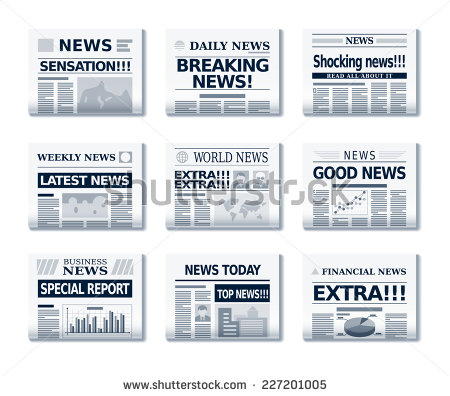 NEWS
SENSATION!!!
DAILY NEWS
BREAKING
NEWS!
NEWS
Shocking news!!!
READ ALL ABOUT IT
WEEKLY NEWS
LATEST NEWS
WORLD NEWS
EXTRA!!!
EXTRA!!!
NEWS
GOOD NEWS
BUSINESS
NEWS
SPECIAL REPORT
NEWS TODAY
TOP NEWS!!!
FINANCIAL NEWS
EXTRA!!!
shutterstock
www.shutterstock.com · 227201005